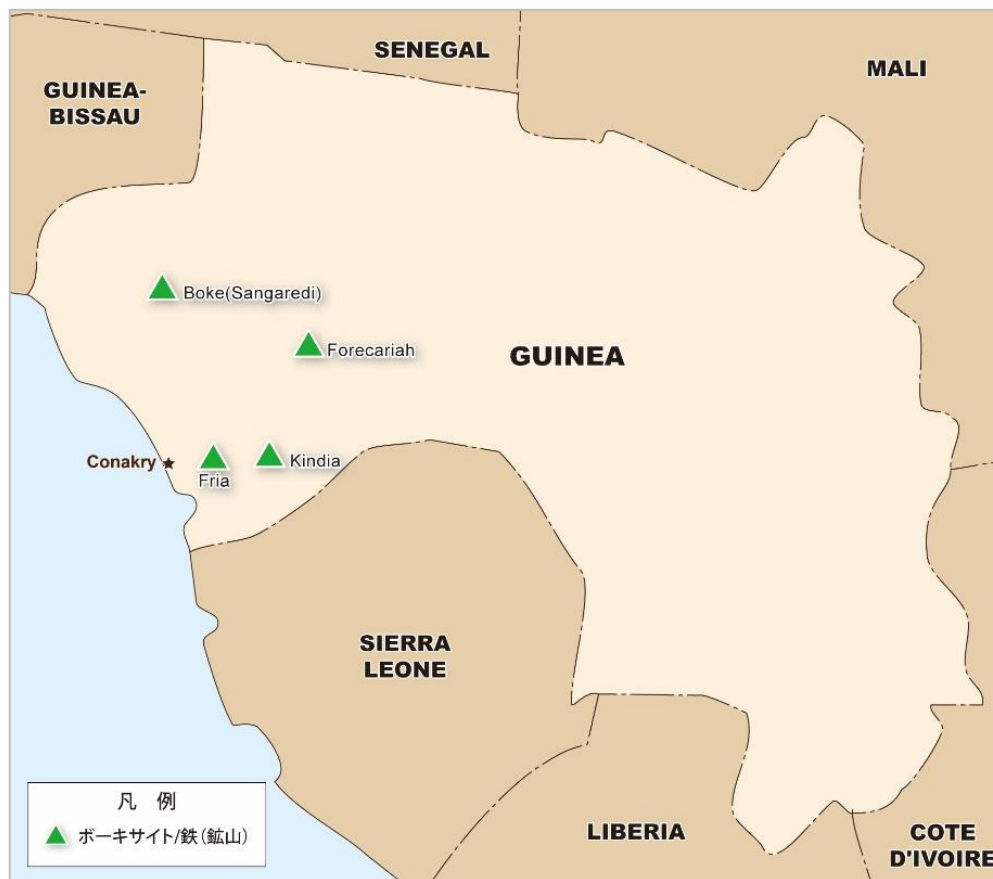 SENEGAL
MALI
GUINEA-
BISSAU
Boke(Sangaredi)
Forecariah
GUINEA
Conakry
Fria
Kindia
SIERRA
LEONE
凡 例
ボーキサイト/鉄(鉱山)
LIBERIA
COTE
D'IVOIRE